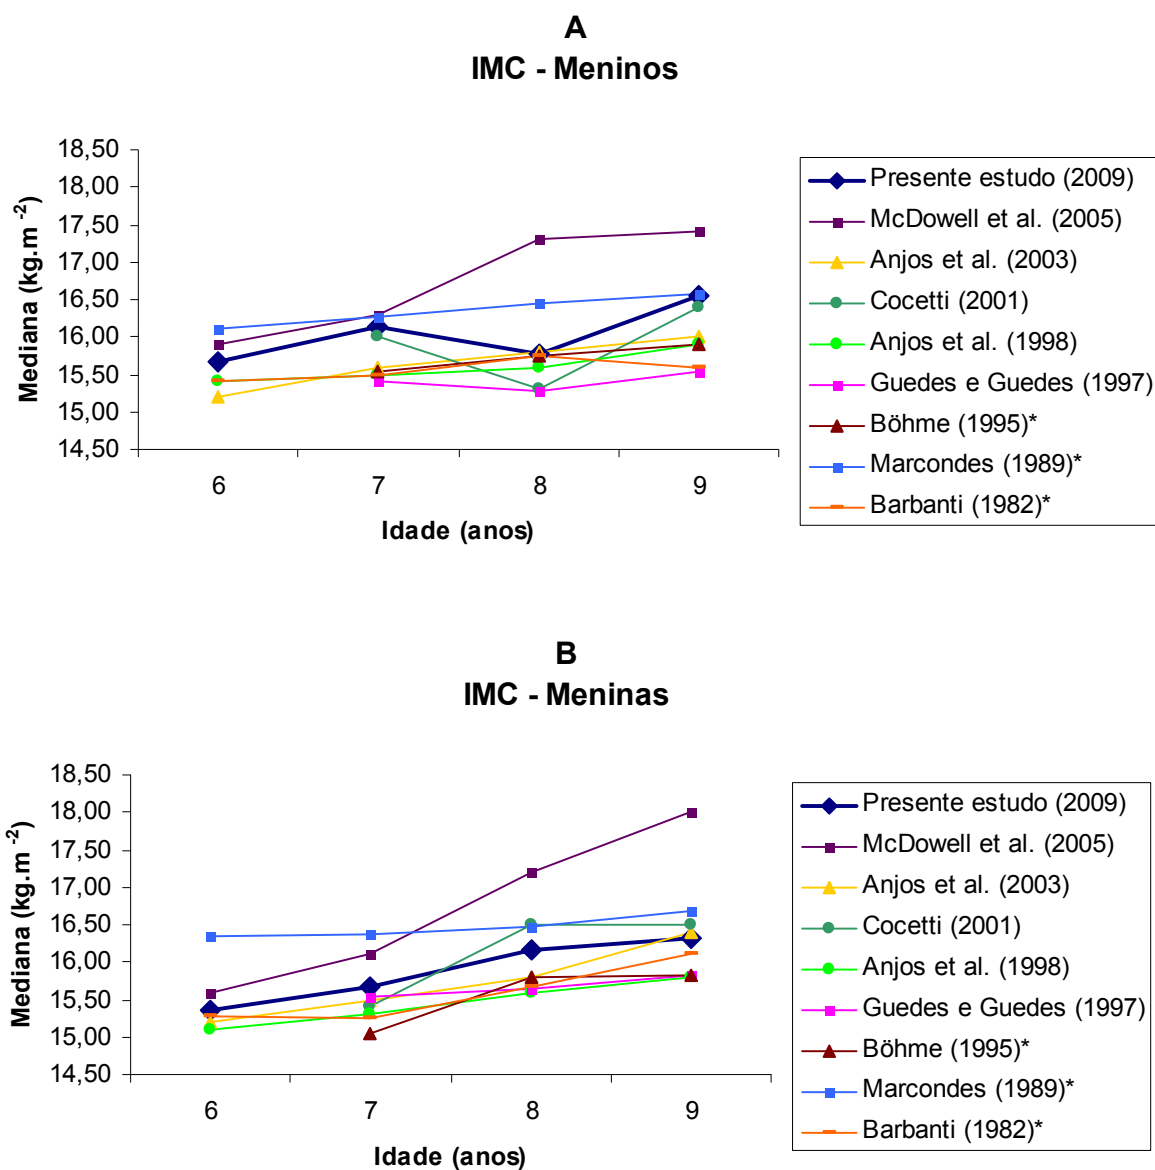 A
IMC - Meninos
18,50
18,00
17,50
17,00
16,50
16,00
15,50
15,00
14,50
Mediana (kg.m -2)
6 7 8 9
Idade (anos)
Presente estudo (2009)
McDowell et al. (2005)
Anjos et al. (2003)
Cocetti (2001)
Anjos et al. (1998)
Guedes e Guedes (1997)
Böhme (1995)*
Marcondes (1989)*
Barbanti (1982)*
B
IMC - Meninas
18,50
18,00
17,50
17,00
16,50
16,00
15,50
15,00
14,50
Mediana (kg.m -2)
6 7 8 9
Idade (anos)
Presente estudo (2009)
McDowell et al. (2005)
Anjos et al. (2003)
Cocetti (2001)
Anjos et al. (1998)
Guedes e Guedes (1997)
Böhme (1995)*
Marcondes (1989)*
Barbanti (1982)*